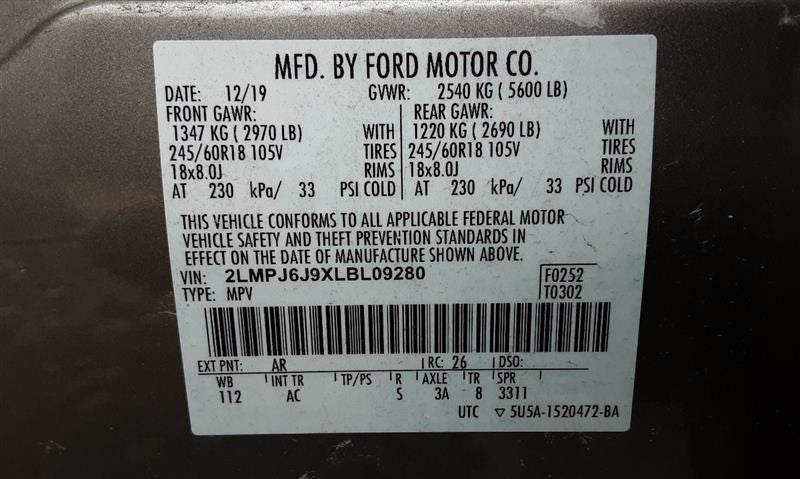 MFD. BY FORD MOTOR CO.
DATE: 12/19 GVWR: 2540 KG ( 5600 LB)
FRONT GAWR: REAR GAWR:
1347 KG ( 2970 LB) WITH 1220 KG ( 2690 LB) WITH
245/60R18 105V TIRES 245/60R18 105V TIRES
18x8.0J RIMS 18x8.0J RIMS
AT 230 kPa/ 33 PSI COLD AT 230 kPa/ 33 PSI COLD
THIS VEHICLE CONFORMS TO ALL APPLICABLE FEDERAL MOTOR
VEHICLE SAFETY AND THEFT PREVENTION STANDARDS IN
EFFECT ON THE DATE OF MANUFACTURE SHOWN ABOVE.
VIN: 2LMPJ6J9XLBL09280 F0252
TYPE: MPV T0302
EXT PNT: AR RC: 26 DSO:
WB INT TR TP/PS R AXLE TR SPR
112 AC S 3A 8 3311
UTC ▽ 5U5A-1520472-BA